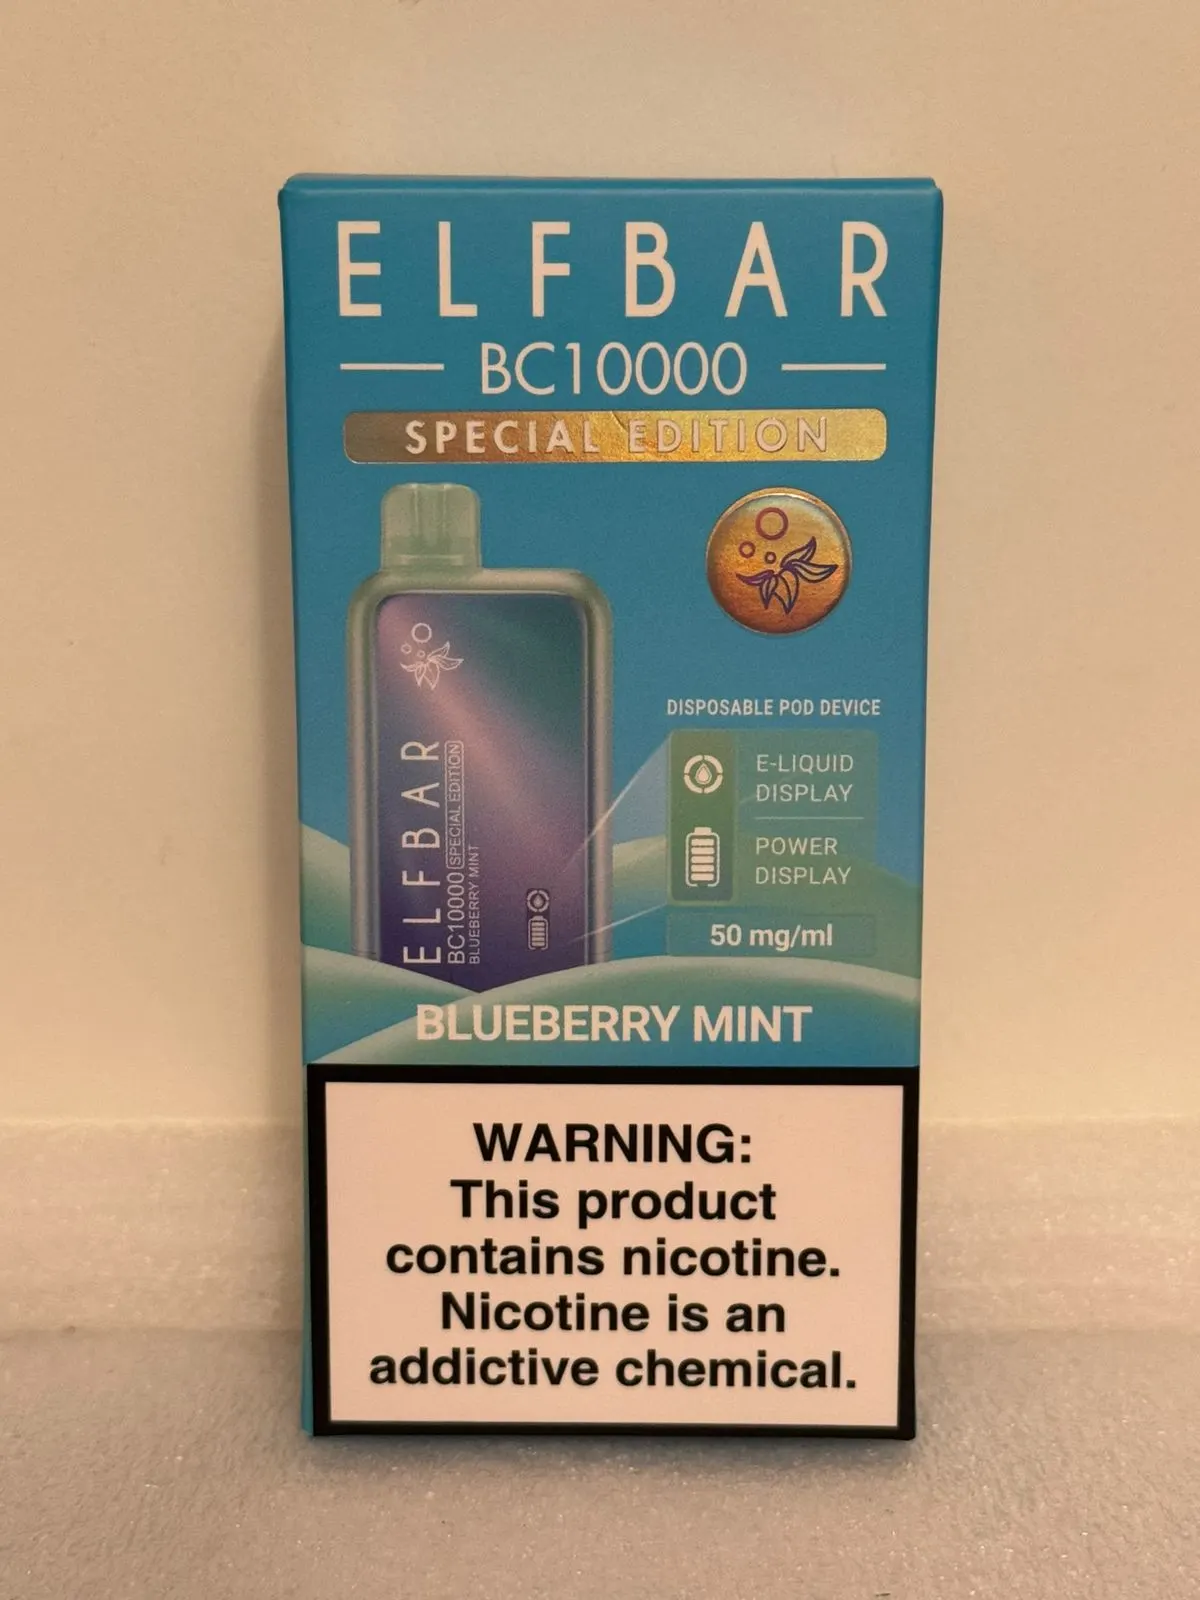 ELFBAR
BC10000
SPECIAL EDITION
ELFBAR
BC10000 SPECIAL EDITION
BLUEBERRY MINT
DISPOSABLE POD DEVICE
E-LIQUID
DISPLAY
POWER
DISPLAY
50 mg/ml
BLUEBERRY MINT
WARNING:
This product
contains nicotine.
Nicotine is an
addictive chemical.